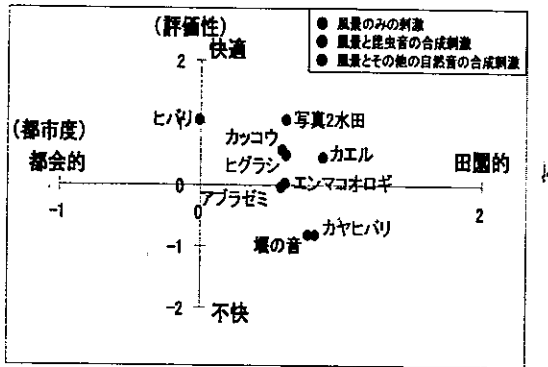 (評価性)
快適
● 風景のみの刺激
● 風景と昆虫音の合成刺激
● 風景とその他の自然音の合成刺激
2
ヒバリ
写真2水田
(都市度)
カッコウ
都会的
ヒグラシ
カエル
田園的
0
エンマコオロギ
アブラゼミ
-1
0
2
カヤヒバリ
堰の音
-1
-2
不快